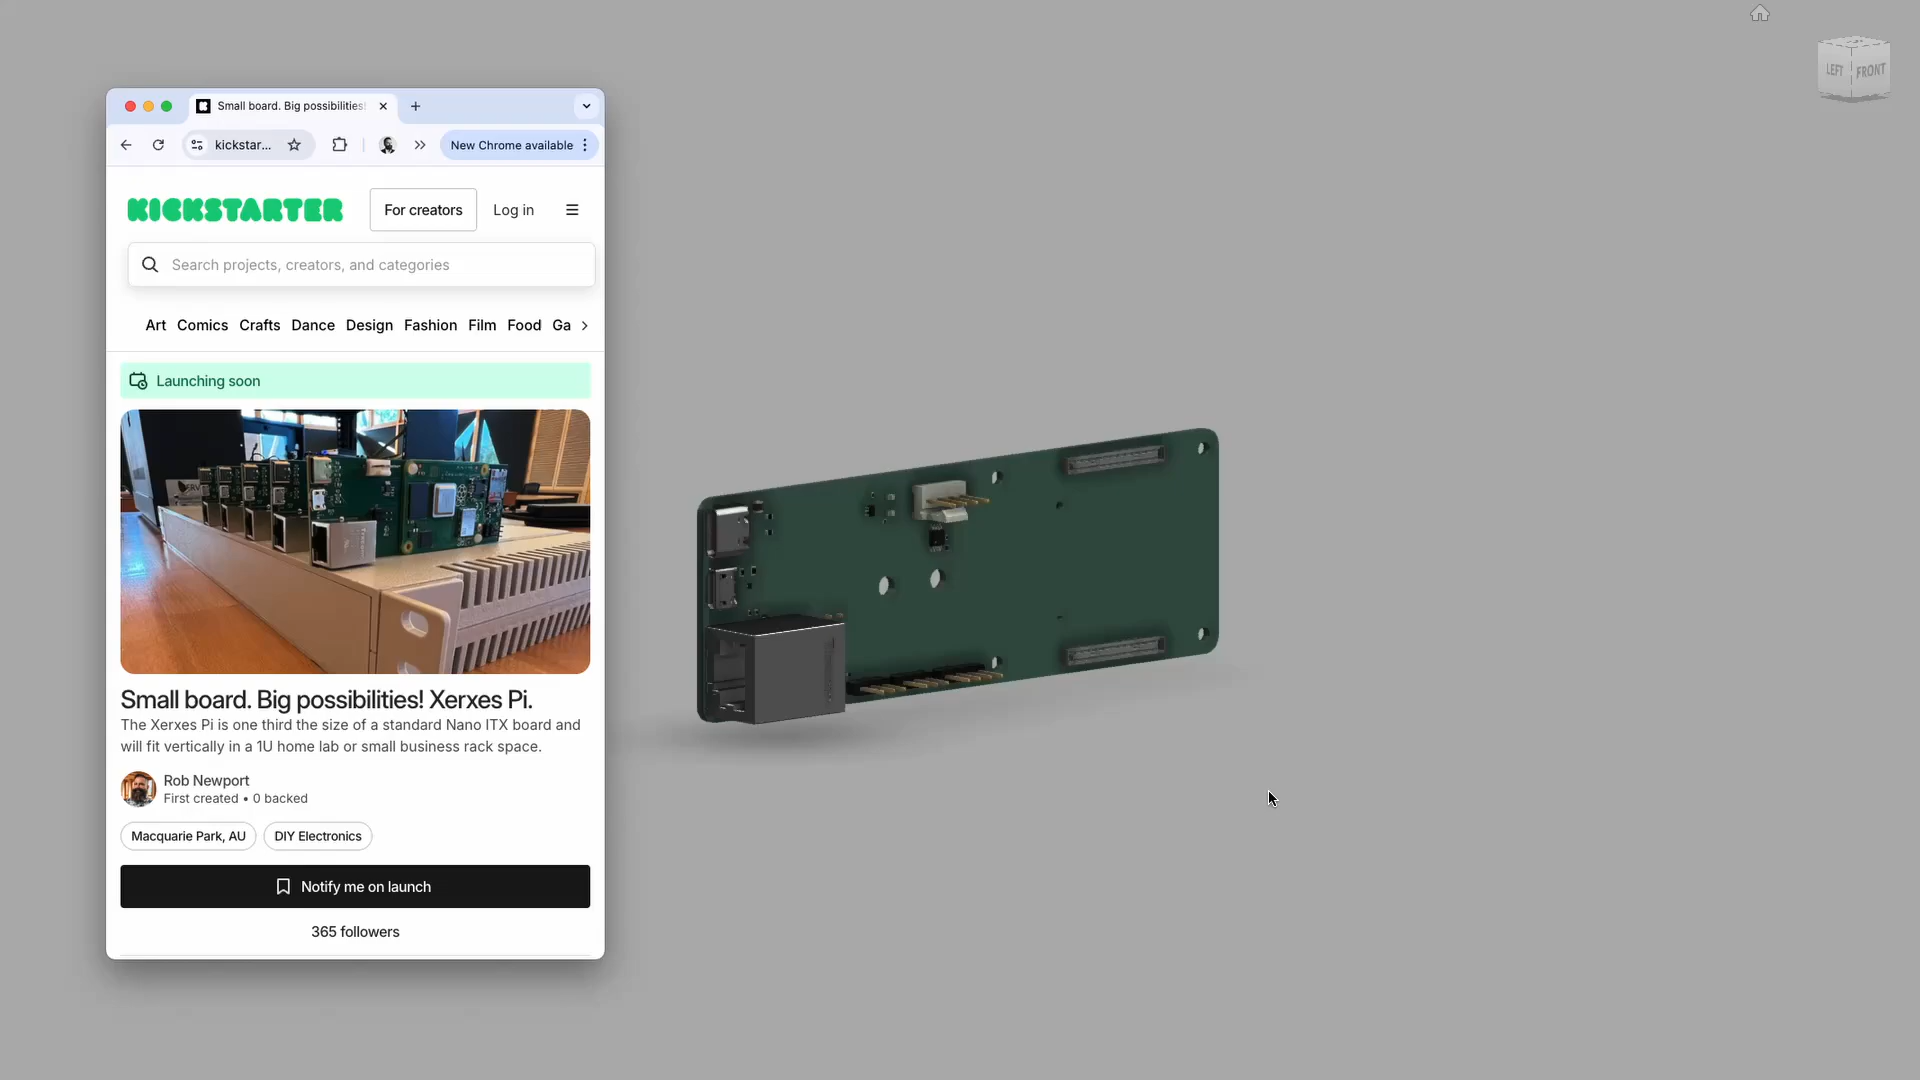 Small board. Big possibilities!
kickstar...
New Chrome available
KICKSTARTER
For creators
Log in
Search projects, creators, and categories
Art Comics Crafts Dance Design Fashion Film Food Ga
Launching soon
Small board. Big possibilities! Xerxes Pi.
The Xerxes Pi is one third the size of a standard Nano ITX board and
will fit vertically in a 1U home lab or small business rack space.
Rob Newport
First created • 0 backed
Macquarie Park, AU
DIY Electronics
Notify me on launch
365 followers
LEFT
FRONT